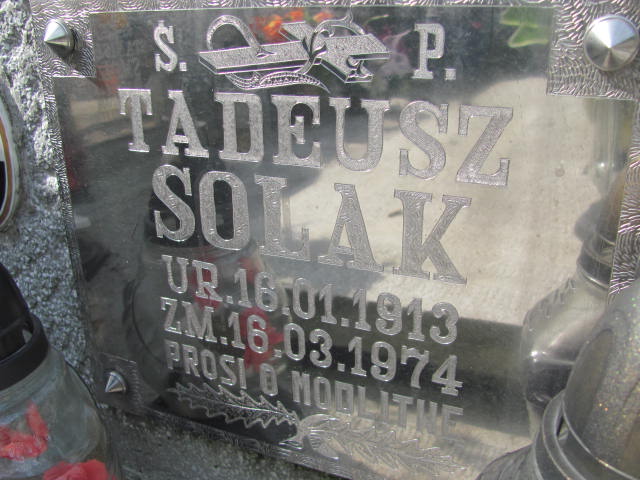 Ś. P.
TADEUSZ
SOLAK
UR. 16.01.1913
ZM. 16.03.1974
PROSI O MODLITWĘ